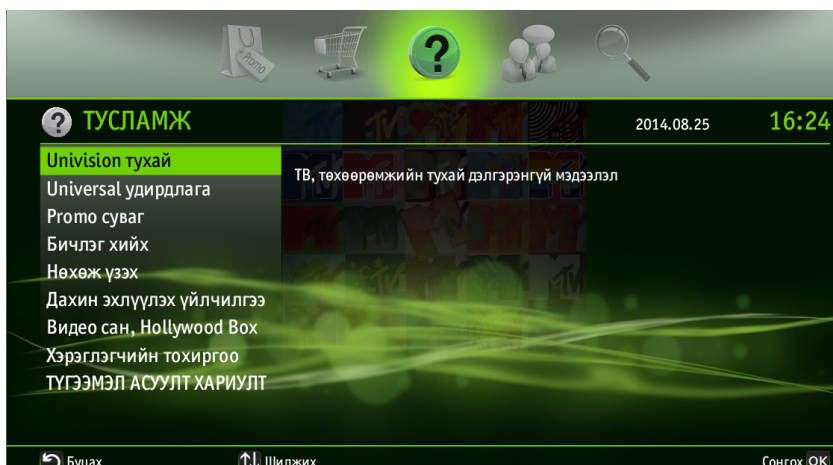 Promo
?
? ТУСЛАМЖ
2014.08.25 16:24
Univision тухай
ТВ, төхөөрөмжийн тухай дэлгэрэнгүй мэдээлэл
Universal удирдлага
Promo суваг
Бичлэг хийх
Нөхөж үзэх
Дахин эхлүүлэх үйлчилгээ
Видео сан, Hollywood Box
Хэрэглэгчийн тохиргоо
ТҮГЭЭМЭЛ АСУУЛТ ХАРИУЛТ
Буцах
Шилжих
Сонгох OK